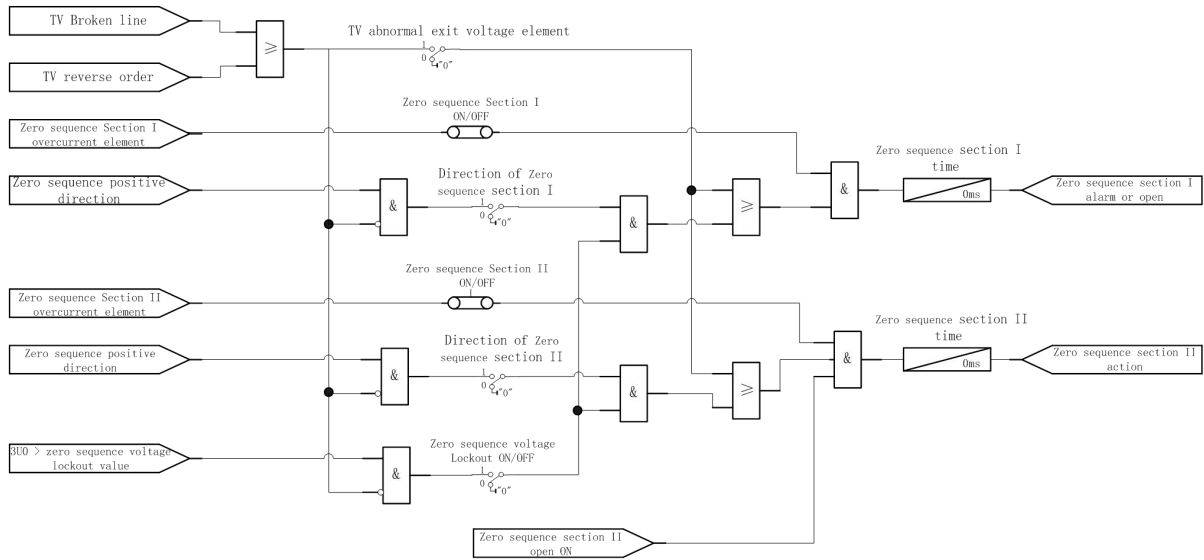 TV Broken line
TV reverse order
≥
TV abnormal exit voltage element
1
0
"0"
Zero sequence Section I
ON/OFF
Zero sequence Section I
overcurrent element
Zero sequence positive
direction
&
Direction of Zero
sequence section I
1
0
"0"
&
≥
&
Zero sequence section I
time
0ms
Zero sequence section I
alarm or open
Zero sequence Section II
ON/OFF
Zero sequence Section II
overcurrent element
Zero sequence positive
direction
&
Direction of Zero
sequence section II
1
0
"0"
&
≥
&
Zero sequence section II
time
0ms
Zero sequence section II
action
3U0 > zero sequence voltage
lockout value
&
Zero sequence voltage
Lockout ON/OFF
1
0
"0"
Zero sequence section II
open ON